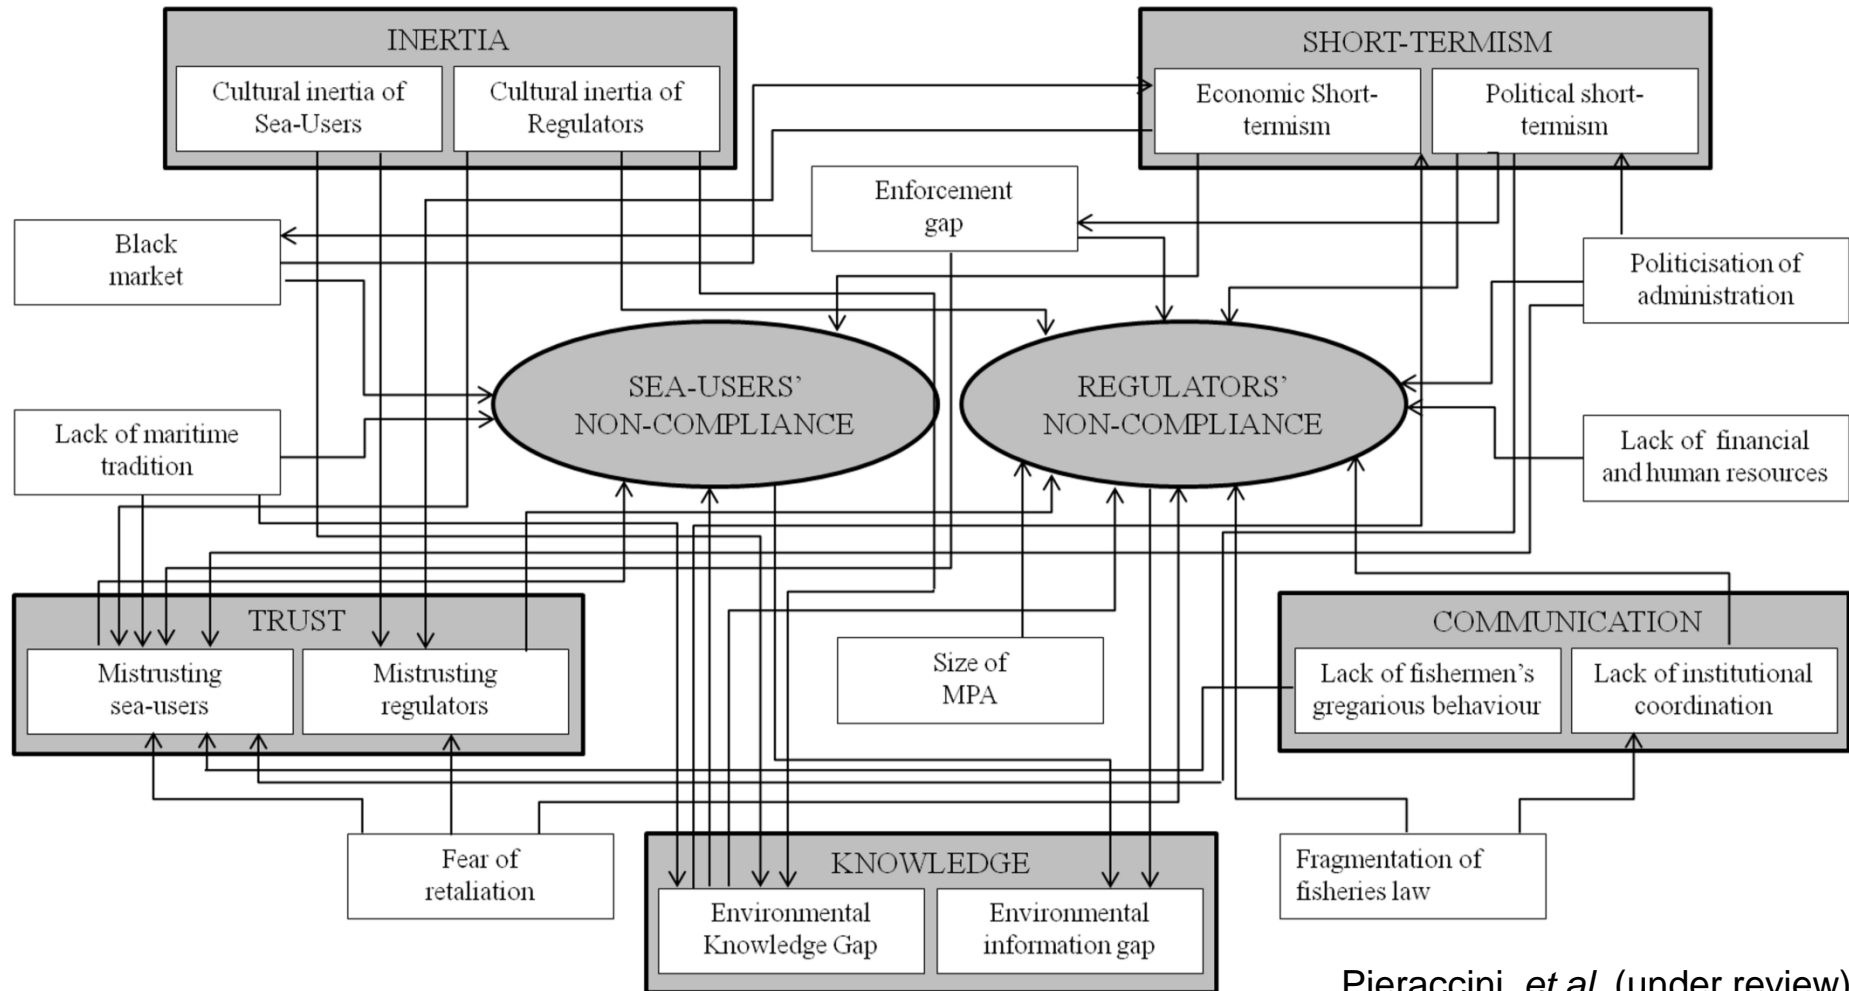 INERTIA
Cultural inertia of
Sea-Users
Cultural inertia of
Regulators
SHORT-TERMISM
Economic Short-
termism
Political short-
termism
Enforcement
gap
Black
market
Politicisation of
administration
SEA-USERS’
NON-COMPLIANCE
REGULATORS’
NON-COMPLIANCE
Lack of maritime
tradition
Lack of financial
and human resources
TRUST
Mistrusting
sea-users
Mistrusting
regulators
Size of
MPA
COMMUNICATION
Lack of fishermen’s
gregarious behaviour
Lack of institutional
coordination
Fear of
retaliation
KNOWLEDGE
Environmental
Knowledge Gap
Environmental
information gap
Fragmentation of
fisheries law
Pieraccini, et al. (under review)